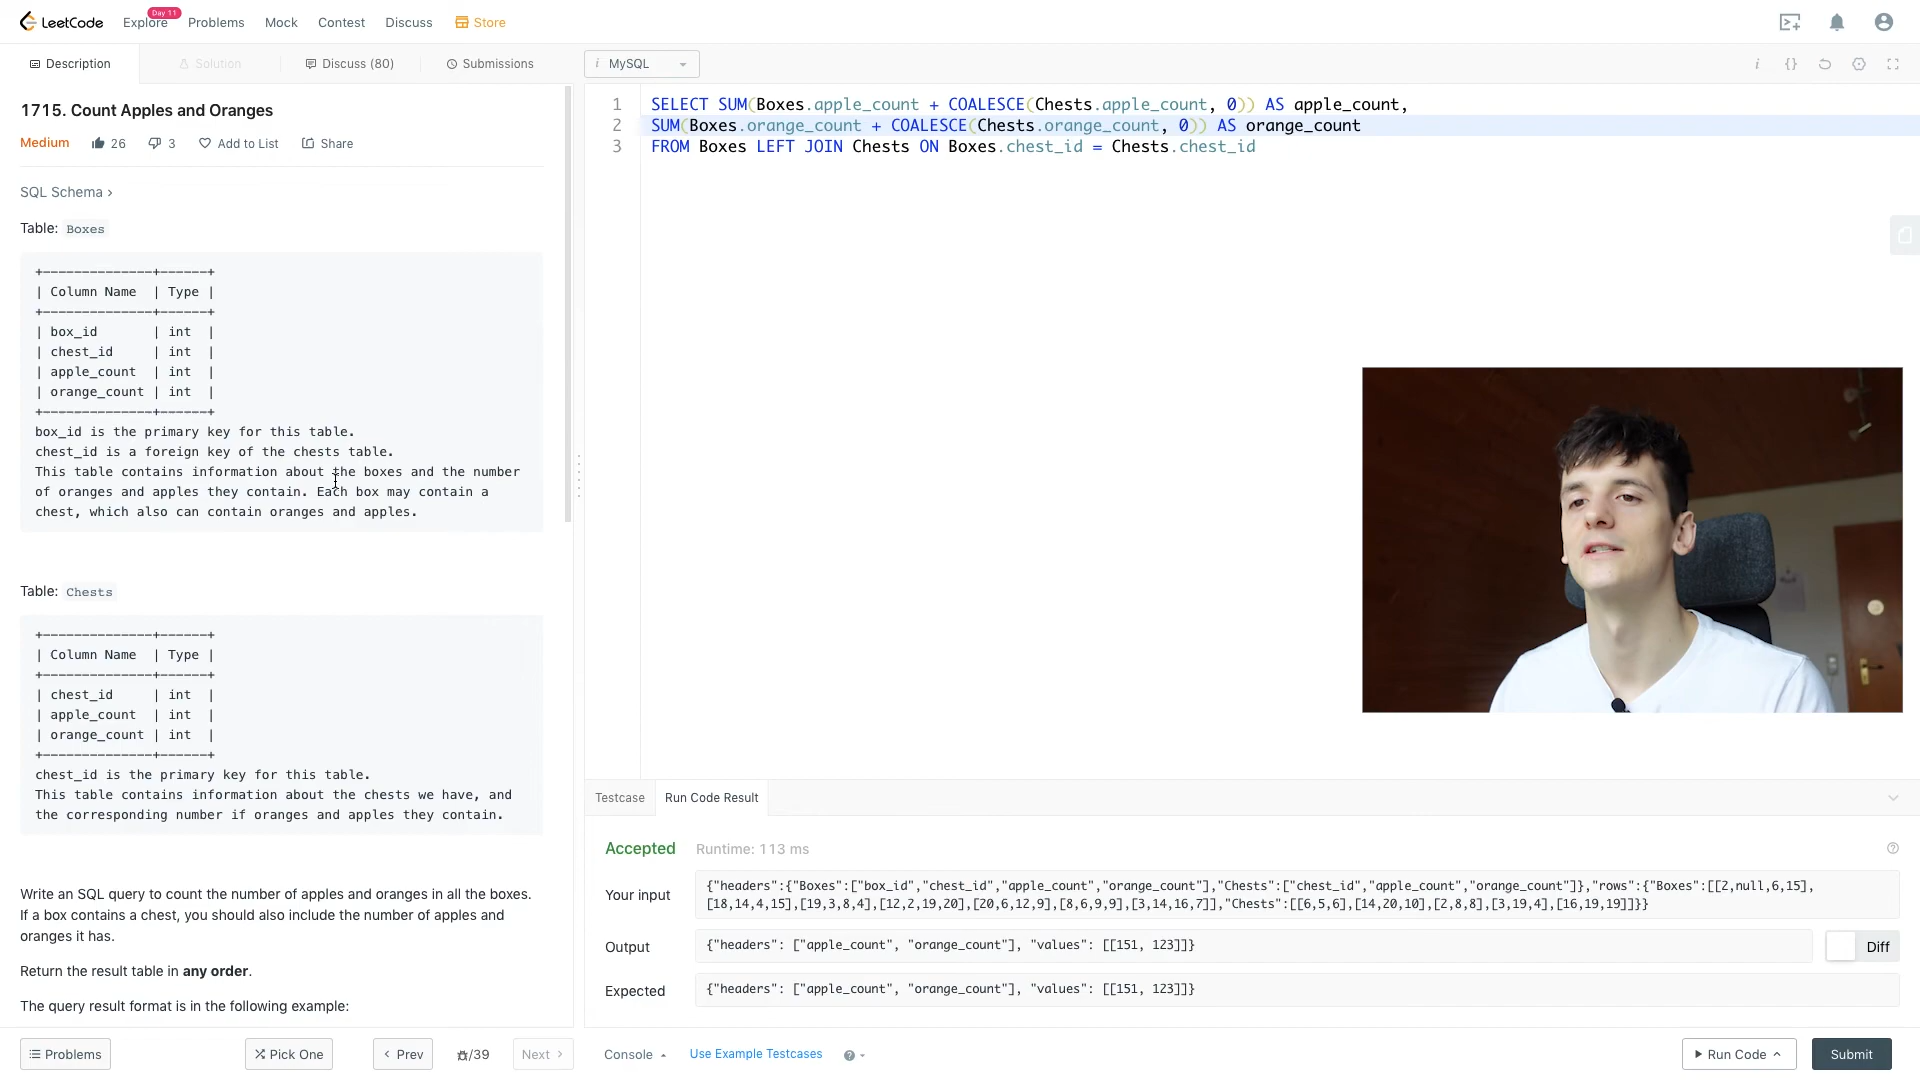 LeetCode
Explore
Day 11
Problems
Mock
Contest
Discuss
Store
Description
Solution
Discuss (80)
Submissions
i MySQL
1715. Count Apples and Oranges
Medium
26
3
Add to List
Share
SQL Schema >
Table: Boxes
+--------------+------+
| Column Name  | Type |
+--------------+------+
| box_id       | int  |
| chest_id     | int  |
| apple_count  | int  |
| orange_count | int  |
+--------------+------+
box_id is the primary key for this table.
chest_id is a foreign key of the chests table.
This table contains information about the boxes and the number
of oranges and apples they contain. Each box may contain a
chest, which also can contain oranges and apples.
Table: Chests
+--------------+------+
| Column Name  | Type |
+--------------+------+
| chest_id     | int  |
| apple_count  | int  |
| orange_count | int  |
+--------------+------+
chest_id is the primary key for this table.
This table contains information about the chests we have, and
the corresponding number if oranges and apples they contain.
Write an SQL query to count the number of apples and oranges in all the boxes.
If a box contains a chest, you should also include the number of apples and
oranges it has.
Return the result table in any order.
The query result format is in the following example:
Problems
Pick One
< Prev
/39
Next >
1 SELECT SUM(Boxes.apple_count + COALESCE(Chests.apple_count, 0)) AS apple_count,
2 SUM(Boxes.orange_count + COALESCE(Chests.orange_count, 0)) AS orange_count
3 FROM Boxes LEFT JOIN Chests ON Boxes.chest_id = Chests.chest_id
Testcase
Run Code Result
Accepted
Runtime: 113 ms
Your input
{"headers":{"Boxes":["box_id","chest_id","apple_count","orange_count"],"Chests":["chest_id","apple_count","orange_count"]},"rows":{"Boxes":[[2,null,6,15],
[18,14,4,15],[19,3,8,4],[12,2,19,20],[20,6,12,9],[8,6,9,9],[3,14,16,7]],"Chests":[[6,5,6],[14,20,10],[2,8,8],[3,19,4],[16,19,19]]}}
Output
{"headers": ["apple_count", "orange_count"], "values": [[151, 123]]}
Diff
Expected
{"headers": ["apple_count", "orange_count"], "values": [[151, 123]]}
Console
Use Example Testcases
Run Code
Submit